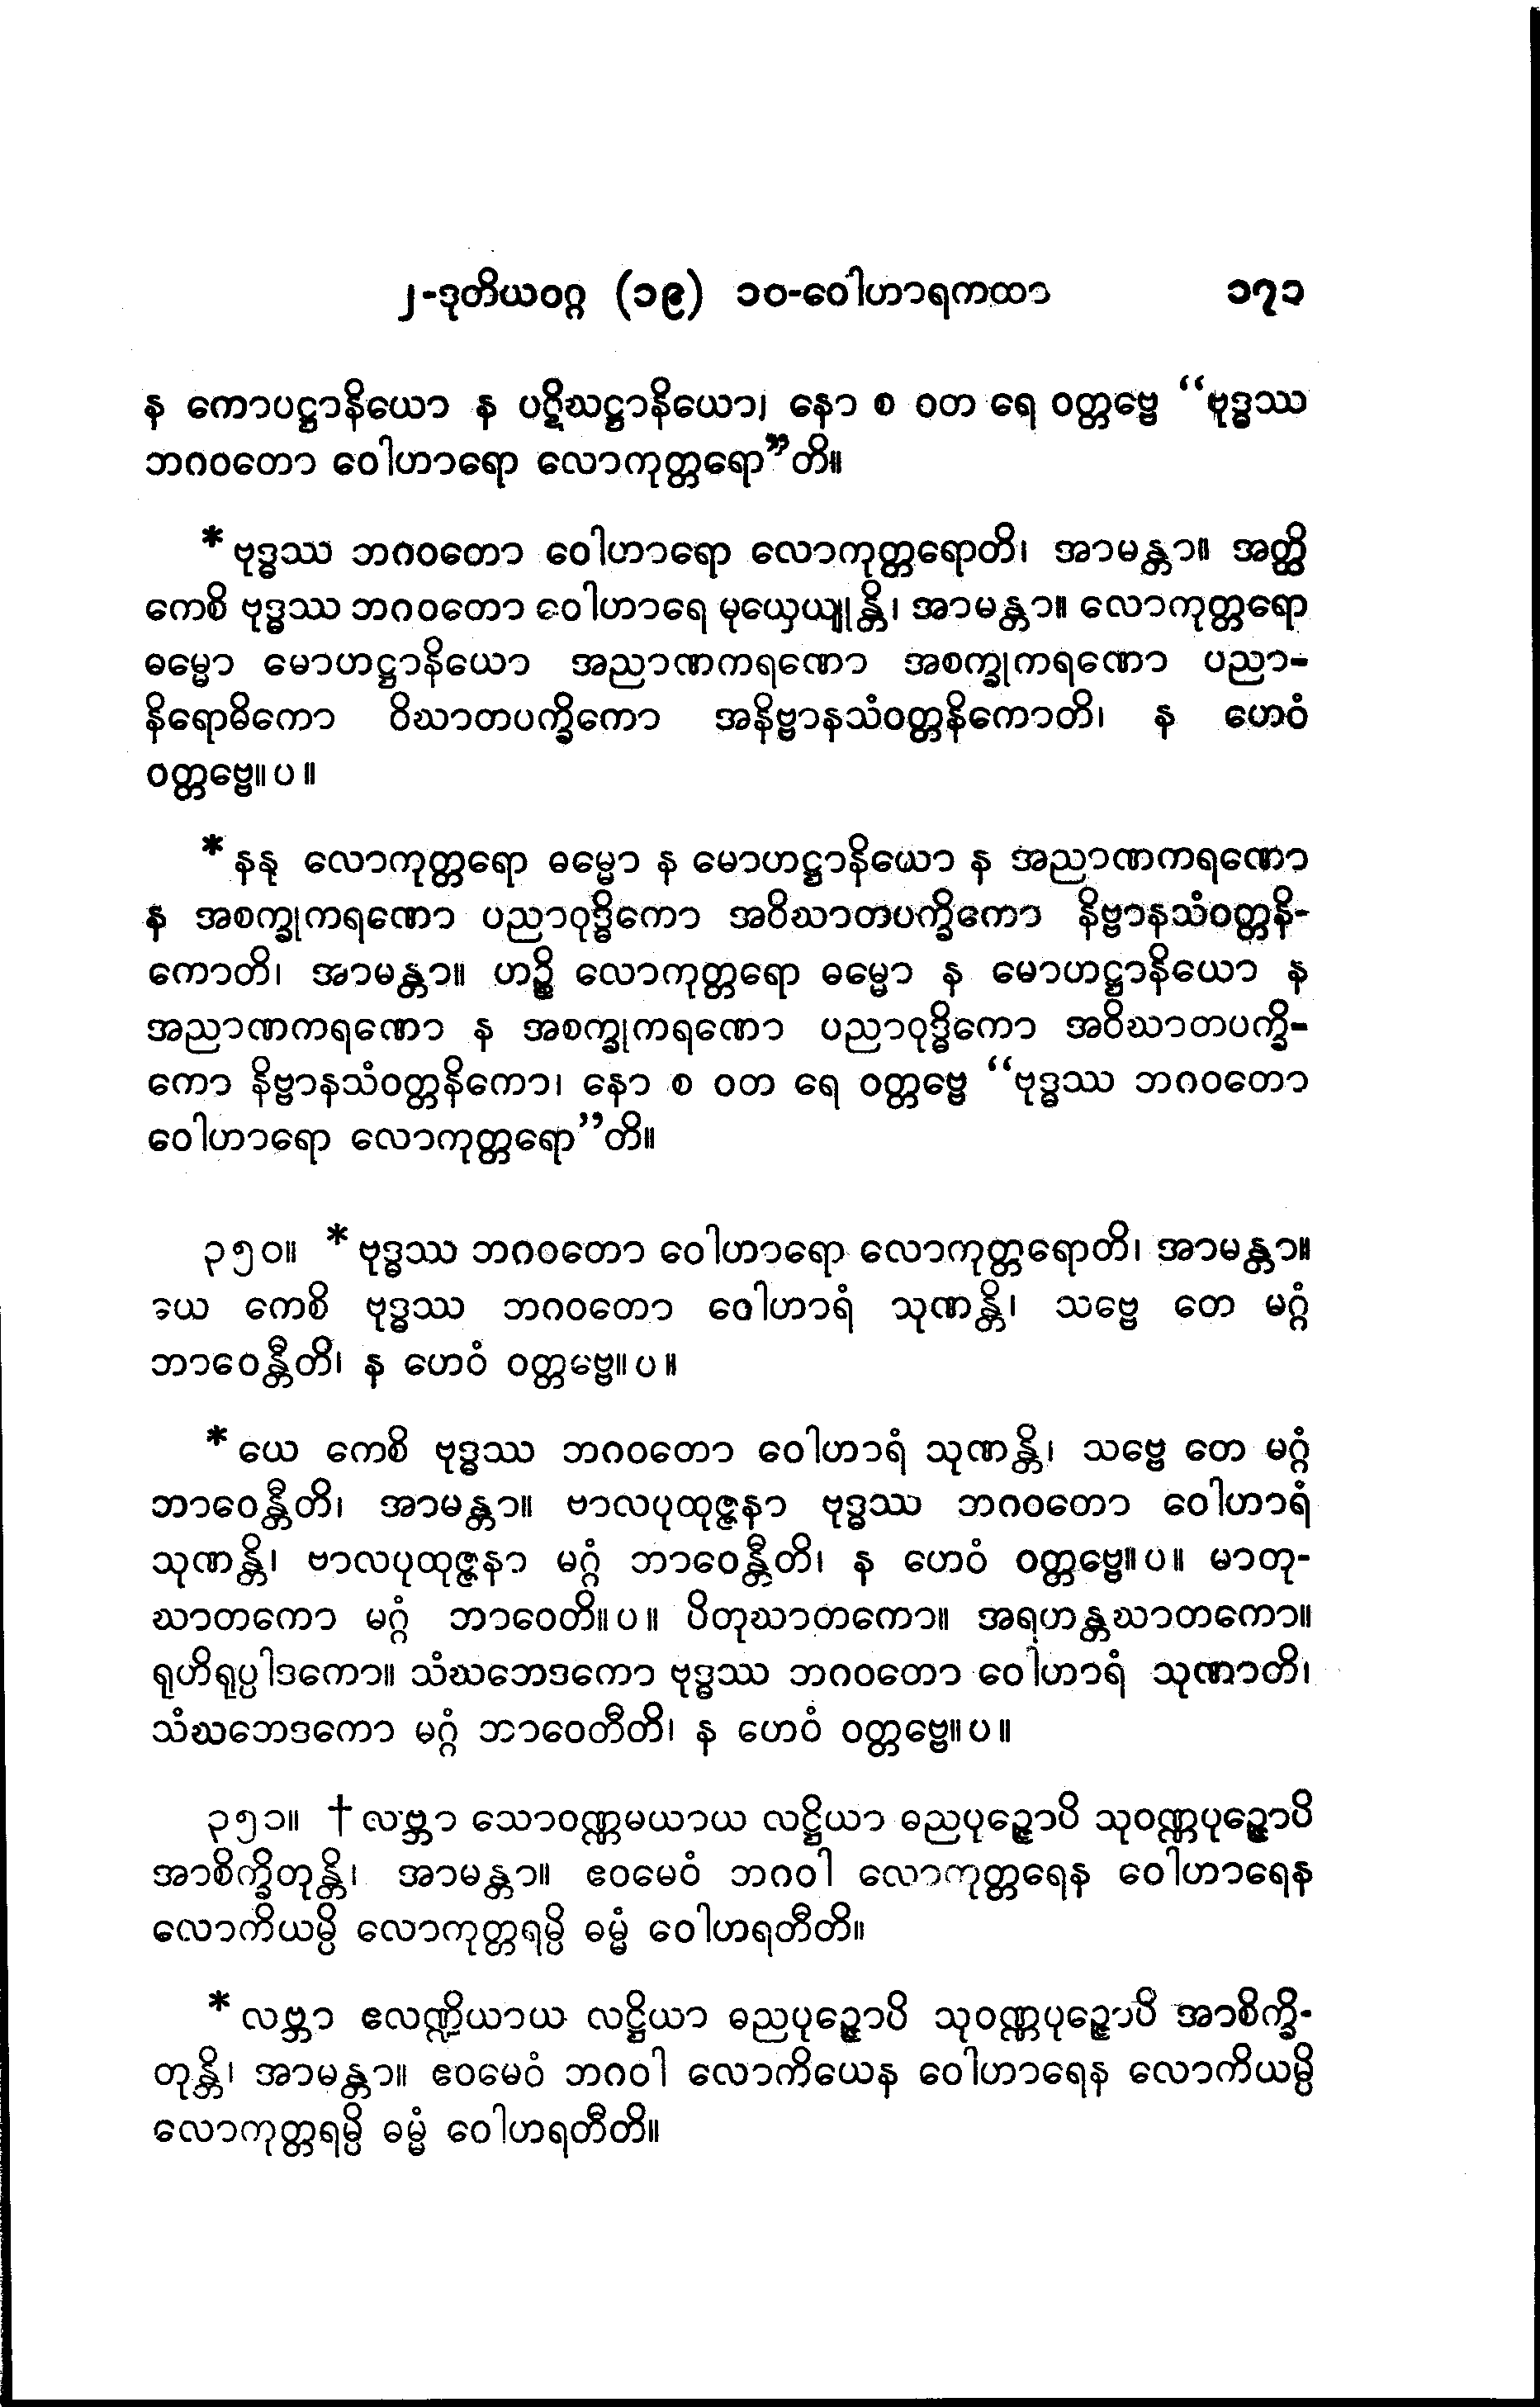 ၂-ဒုတိယဝဂ္ဂ (၁၉) ၁၀-ဝေါဟာရကထာ ၁၇၁
န ကောပဋ္ဌာနိယော န ပဋိဃဋ္ဌာနိယော၊ နော စ ဝတ ရေ ဝတ္တဗ္ဗေ “ဗုဒ္ဓဿ
ဘဂဝတော ဝေါဟာရော လောကုတ္တရော”တိ။
*ဗုဒ္ဓဿ ဘဂဝတော ဝေါဟာရော လောကုတ္တရောတိ၊ အာမန္တာ။ အတ္ထိ
ကေစိ ဗုဒ္ဓဿ ဘဂဝတော ဝေါဟာရေ မုယှေယျုန္တိ၊ အာမန္တာ။ လောကုတ္တရော
ဓမ္မော မောဟဋ္ဌာနိယော အညာဏကရဏော အစက္ခုကရဏော ပညာ-
နိရောဓိကော ဝိဃာတပက္ခိကော အနိဗ္ဗာနသံဝတ္တနိကောတိ၊ န ဟေဝံ
ဝတ္တဗ္ဗေ။ပ။
*နနု လောကုတ္တရော ဓမ္မော န မောဟဋ္ဌာနိယော န အညာဏကရဏော
န အစက္ခုကရဏော ပညာဝုဒ္ဓိကော အဝိဃာတပက္ခိကော နိဗ္ဗာနသံဝတ္တနိ-
ကောတိ၊ အာမန္တာ။ ဟဉ္စိ လောကုတ္တရော ဓမ္မော န မောဟဋ္ဌာနိယော န
အညာဏကရဏော န အစက္ခုကရဏော ပညာဝုဒ္ဓိကော အဝိဃာတပက္ခိ-
ကော နိဗ္ဗာနသံဝတ္တနိကော၊ နော စ ဝတ ရေ ဝတ္တဗ္ဗေ “ဗုဒ္ဓဿ ဘဂဝတော
ဝေါဟာရော လောကုတ္တရော”တိ။
၃၅၀။ *ဗုဒ္ဓဿ ဘဂဝတော ဝေါဟာရော လောကုတ္တရောတိ၊ အာမန္တာ။
ယေ ကေစိ ဗုဒ္ဓဿ ဘဂဝတော ဝေါဟာရံ သုဏန္တိ၊ သဗ္ဗေ တေ မဂ္ဂံ
ဘာဝေန္တီတိ၊ န ဟေဝံ ဝတ္တဗ္ဗေ။ပ။
*ယေ ကေစိ ဗုဒ္ဓဿ ဘဂဝတော ဝေါဟာရံ သုဏန္တိ၊ သဗ္ဗေ တေ မဂ္ဂံ
ဘာဝေန္တီတိ၊ အာမန္တာ။ ဗာလပုထုဇ္ဇနာ ဗုဒ္ဓဿ ဘဂဝတော ဝေါဟာရံ
သုဏန္တိ၊ ဗာလပုထုဇ္ဇနာ မဂ္ဂံ ဘာဝေန္တီတိ၊ န ဟေဝံ ဝတ္တဗ္ဗေ။ပ။ မာတု-
ဃာတကော မဂ္ဂံ ဘာဝေတိ။ပ။ ပိတုဃာတကော။ အရဟန္တဃာတကော။
ရုဟိရုပ္ပါဒကော။ သံဃဘေဒကော ဗုဒ္ဓဿ ဘဂဝတော ဝေါဟာရံ သုဏာတိ၊
သံဃဘေဒကော မဂ္ဂံ ဘာဝေတီတိ၊ န ဟေဝံ ဝတ္တဗ္ဗေ။ပ။
၃၅၁။ †လဗ္ဘာ သောဝဏ္ဏမယာယ လဋ္ဌိယာ ဓညပုဉ္ဇောပိ သုဝဏ္ဏပုဉ္ဇောပိ
အာစိက္ခိတုန္တိ၊ အာမန္တာ။ ဧဝမေဝံ ဘဂဝါ လောကုတ္တရေန ဝေါဟာရေန
လောကိယမ္ပိ လောကုတ္တရမ္ပိ ဓမ္မံ ဝေါဟရတီတိ။
*လဗ္ဘာ ဧလဏ္ဍိယာယ လဋ္ဌိယာ ဓညပုဉ္ဇောပိ သုဝဏ္ဏပုဉ္ဇောပိ အာစိက္ခိ-
တုန္တိ၊ အာမန္တာ။ ဧဝမေဝံ ဘဂဝါ လောကိယေန ဝေါဟာရေန လောကိယမ္ပိ
လောကုတ္တရမ္ပိ ဓမ္မံ ဝေါဟရတီတိ။